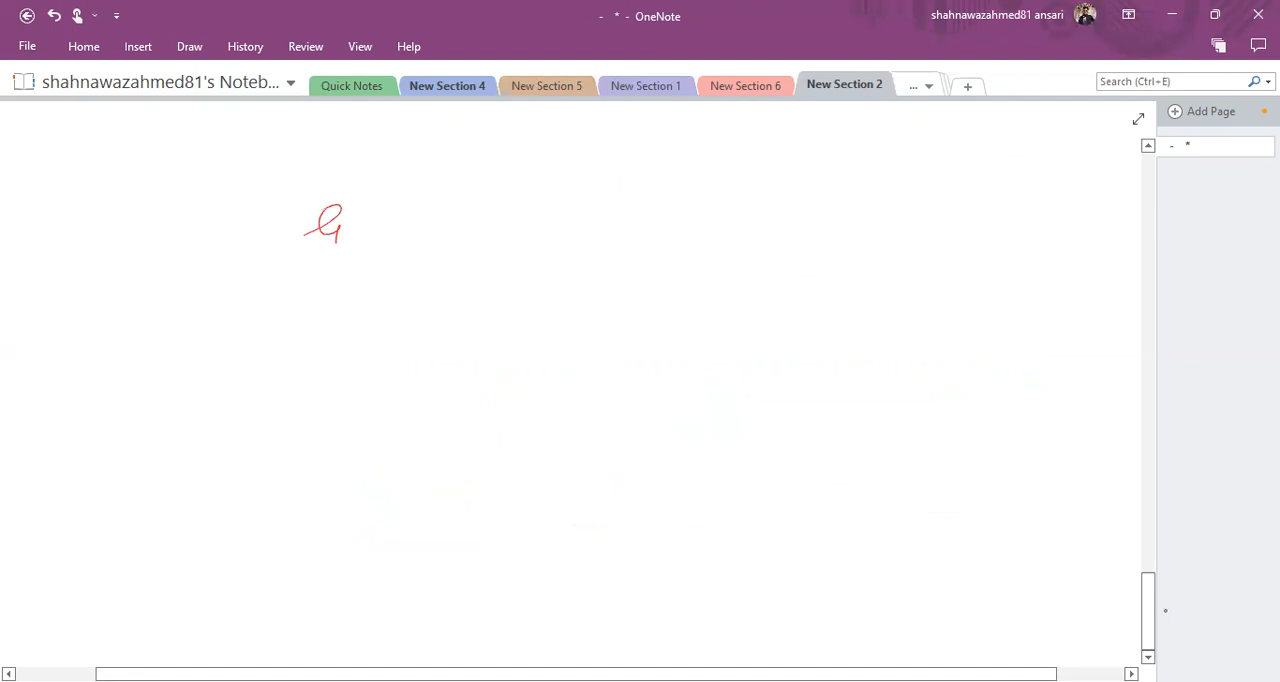 - * - OneNote
shahnawazahmed81 ansari
File Home Insert Draw History Review View Help
shahnawazahmed81's Noteb... Quick Notes New Section 4 New Section 5 New Section 1 New Section 6 New Section 2 ... + Search (Ctrl+E)
Add Page
- *
G